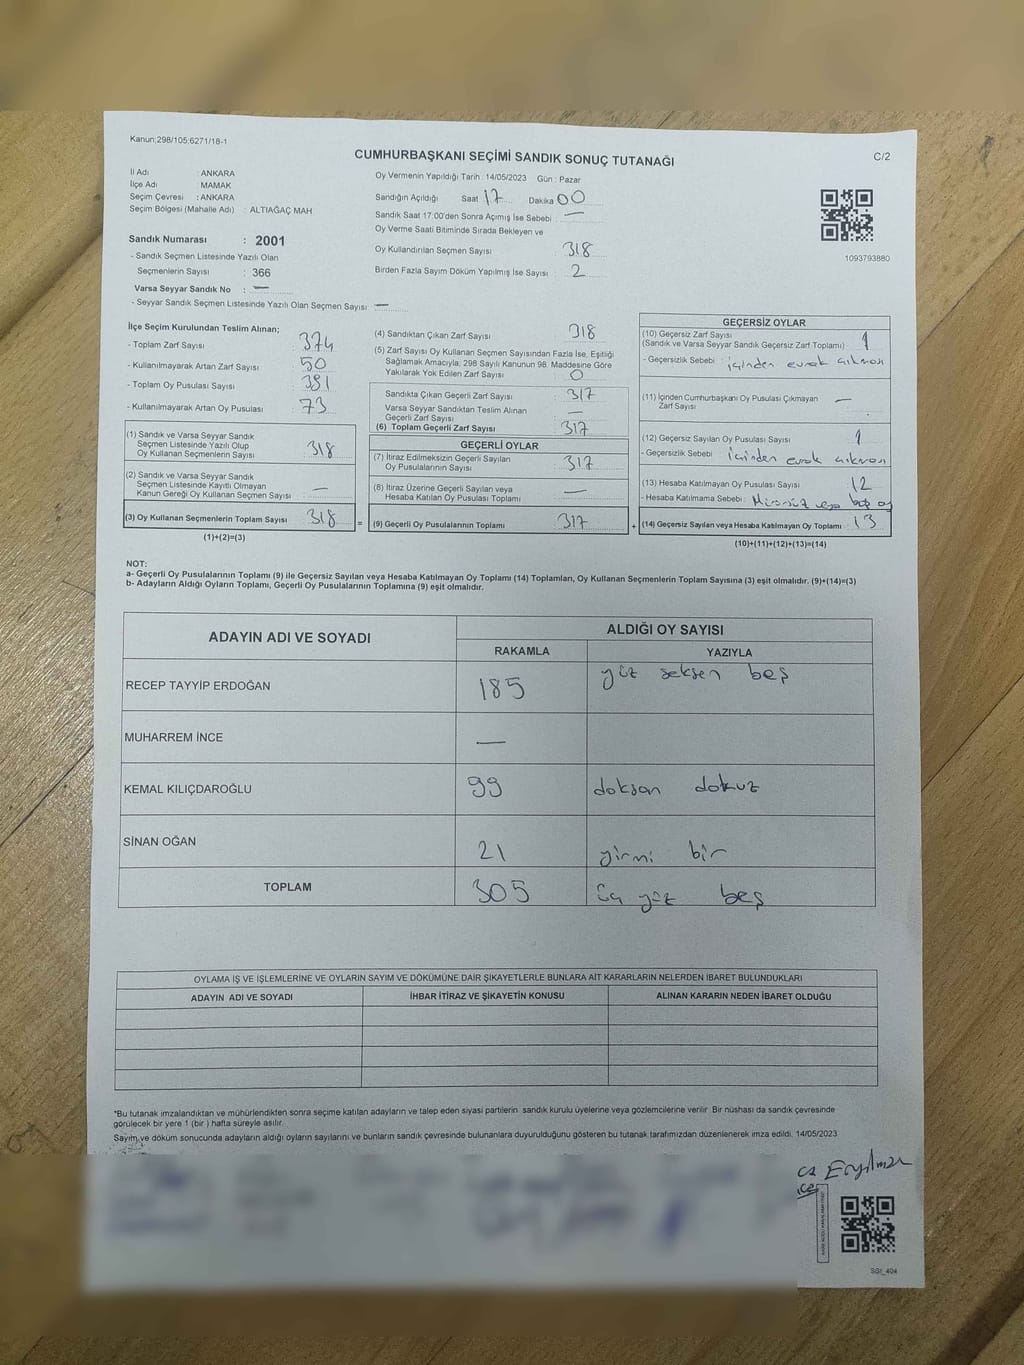 Kanun;298/105;6271/18-1
C/2
CUMHURBAŞKANI SEÇİMİ SANDIK SONUÇ TUTANAĞI
İl Adı : ANKARA
İlçe Adı MAMAK
Seçim Çevresi : ANKARA
Seçim Bölgesi (Mahalle Adı) : ALTIAĞAÇ MAH
Sandık Numarası : 2001
- Sandık Seçmen Listesinde Yazılı Olan
Seçmenlerin Sayısı : 366
Varsa Seyyar Sandık No : —
- Seyyar Sandık Seçmen Listesinde Yazılı Olan Seçmen Sayısı: —
Oy Vermenin Yapıldığı Tarih : 14/05/2023 Gün : Pazar
Sandığın Açıldığı Saat 17 Dakika 00
Sandık Saat 17:00'den Sonra Açımış İse Sebebi : —
Oy Verme Saati Bitiminde Sırada Bekleyen ve
Oy Kullandırılan Seçmen Sayısı : 318
Birden Fazla Sayım Döküm Yapılmış İse Sayısı : 2
1093793880
İlçe Seçim Kurulundan Teslim Alınan;
- Toplam Zarf Sayısı : 374
- Kullanılmayarak Artan Zarf Sayısı : 50
- Toplam Oy Pusulası Sayısı : 391
- Kullanılmayarak Artan Oy Pusulası : 73
(1) Sandık ve Varsa Seyyar Sandık
Seçmen Listesinde Yazılı Olup
Oy Kullanan Seçmenlerin Sayısı : 318
(2) Sandık ve Varsa Seyyar Sandık
Seçmen Listesinde Kayıtlı Olmayan
Kanun Gereği Oy Kullanan Seçmen Sayısı : —
(3) Oy Kullanan Seçmenlerin Toplam Sayısı : 318
(1)+(2)=(3)
=
(4) Sandıktan Çıkan Zarf Sayısı : 318
(5) Zarf Sayısı Oy Kullanan Seçmen Sayısından Fazla İse, Eşitliği
Sağlamak Amacıyla, 298 Sayılı Kanunun 98. Maddesine Göre
Yakılarak Yok Edilen Zarf Sayısı : 0
Sandıkta Çıkan Geçerli Zarf Sayısı : 317
Varsa Seyyar Sandıktan Teslim Alınan
Geçerli Zarf Sayısı : —
(6) Toplam Geçerli Zarf Sayısı : 317
GEÇERLİ OYLAR
(7) İtiraz Edilmeksizin Geçerli Sayılan
Oy Pusulalarının Sayısı : 317
(8) İtiraz Üzerine Geçerli Sayılan veya
Hesaba Katılan Oy Pusulası Toplamı : —
(9) Geçerli Oy Pusulalarının Toplamı : 317
+
GEÇERSİZ OYLAR
(10) Geçersiz Zarf Sayısı
(Sandık ve Varsa Seyyar Sandık Geçersiz Zarf Toplamı) : 1
- Geçersizlik Sebebi : içinden evrak çıkması
(11) İçinden Cumhurbaşkanı Oy Pusulası Çıkmayan
Zarf Sayısı : —
(12) Geçersiz Sayılan Oy Pusulası Sayısı : 1
- Geçersizlik Sebebi : içinden evrak çıkması
(13) Hesaba Katılmayan Oy Pusulası Sayısı : 12
- Hesaba Katılmama Sebebi : Mürsüz veya boş oy
(14) Geçersiz Sayılan veya Hesaba Katılmayan Oy Toplamı : 13
(10)+(11)+(12)+(13)=(14)
NOT:
a- Geçerli Oy Pusulalarının Toplamı (9) ile Geçersiz Sayılan veya Hesaba Katılmayan Oy Toplamı (14) Toplamları, Oy Kullanan Seçmenlerin Toplam Sayısına (3) eşit olmalıdır. (9)+(14)=(3)
b- Adayların Aldığı Oyların Toplamı, Geçerli Oy Pusulalarının Toplamına (9) eşit olmalıdır.
ADAYIN ADI VE SOYADI ALDIĞI OY SAYISI
RAKAMLA YAZIYLA
RECEP TAYYİP ERDOĞAN 185 yüz seksen beş
MUHARREM İNCE —
KEMAL KILIÇDAROĞLU 99 doksan dokuz
SİNAN OĞAN 21 yirmi bir
TOPLAM 305 üç yüz beş
OYLAMA İŞ VE İŞLEMLERİNE VE OYLARIN SAYIM VE DÖKÜMÜNE DAİR ŞİKAYETLERLE BUNLARA AİT KARARLARIN NELERDEN İBARET BULUNDUKLARI
ADAYIN ADI VE SOYADI İHBAR İTİRAZ VE ŞİKAYETİN KONUSU ALINAN KARARIN NEDEN İBARET OLDUĞU
*Bu tutanak imzalandıktan ve mühürlendikten sonra seçime katılan adayların ve talep eden siyasi partilerin sandık kurulu üyelerine veya gözlemcilerine verilir. Bir nüshası da sandık çevresinde
görülecek bir yere 1 (bir ) hafta süreyle asılır.
Sayım ve döküm sonucunda adayların aldığı oyların sayılarını ve bunların sandık çevresinde bulunanlara duyurulduğunu gösteren bu tutanak tarafımızdan düzenlenerek imza edildi. 14/05/2023
SGI_404